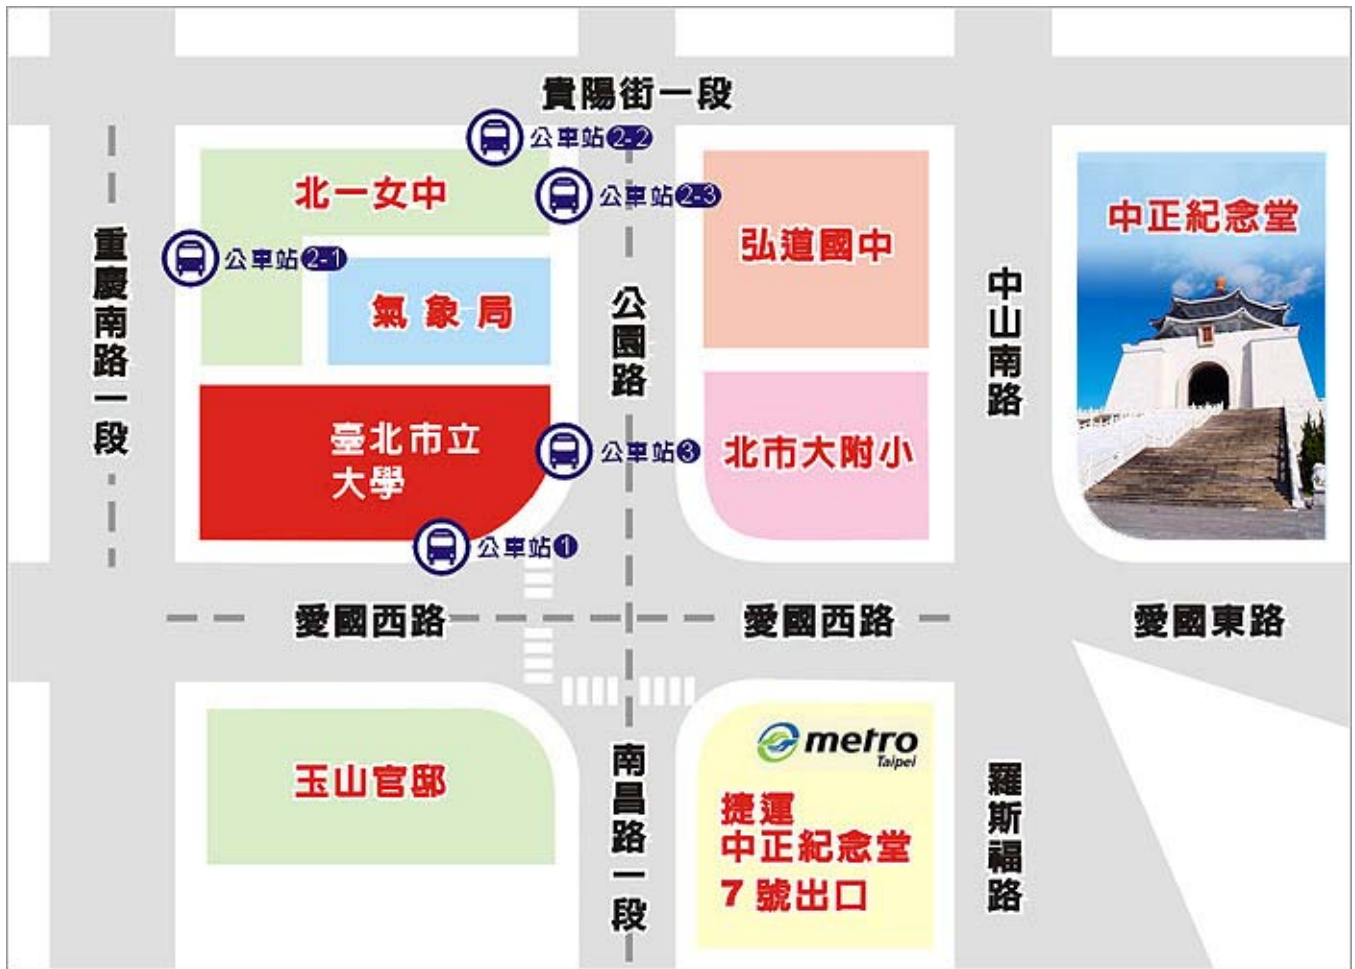 貴陽街一段
公車站2-2
北一女中
公車站2-3
公車站2-1
弘道國中
中正紀念堂
氣象局
重慶南路一段
公園路
中山南路
臺北市立
大學
公車站3
北市大附小
公車站1
愛國西路
愛國西路
愛國東路
玉山官邸
metro
Taipei
捷運
中正紀念堂
7號出口
南昌路一段
羅斯福路